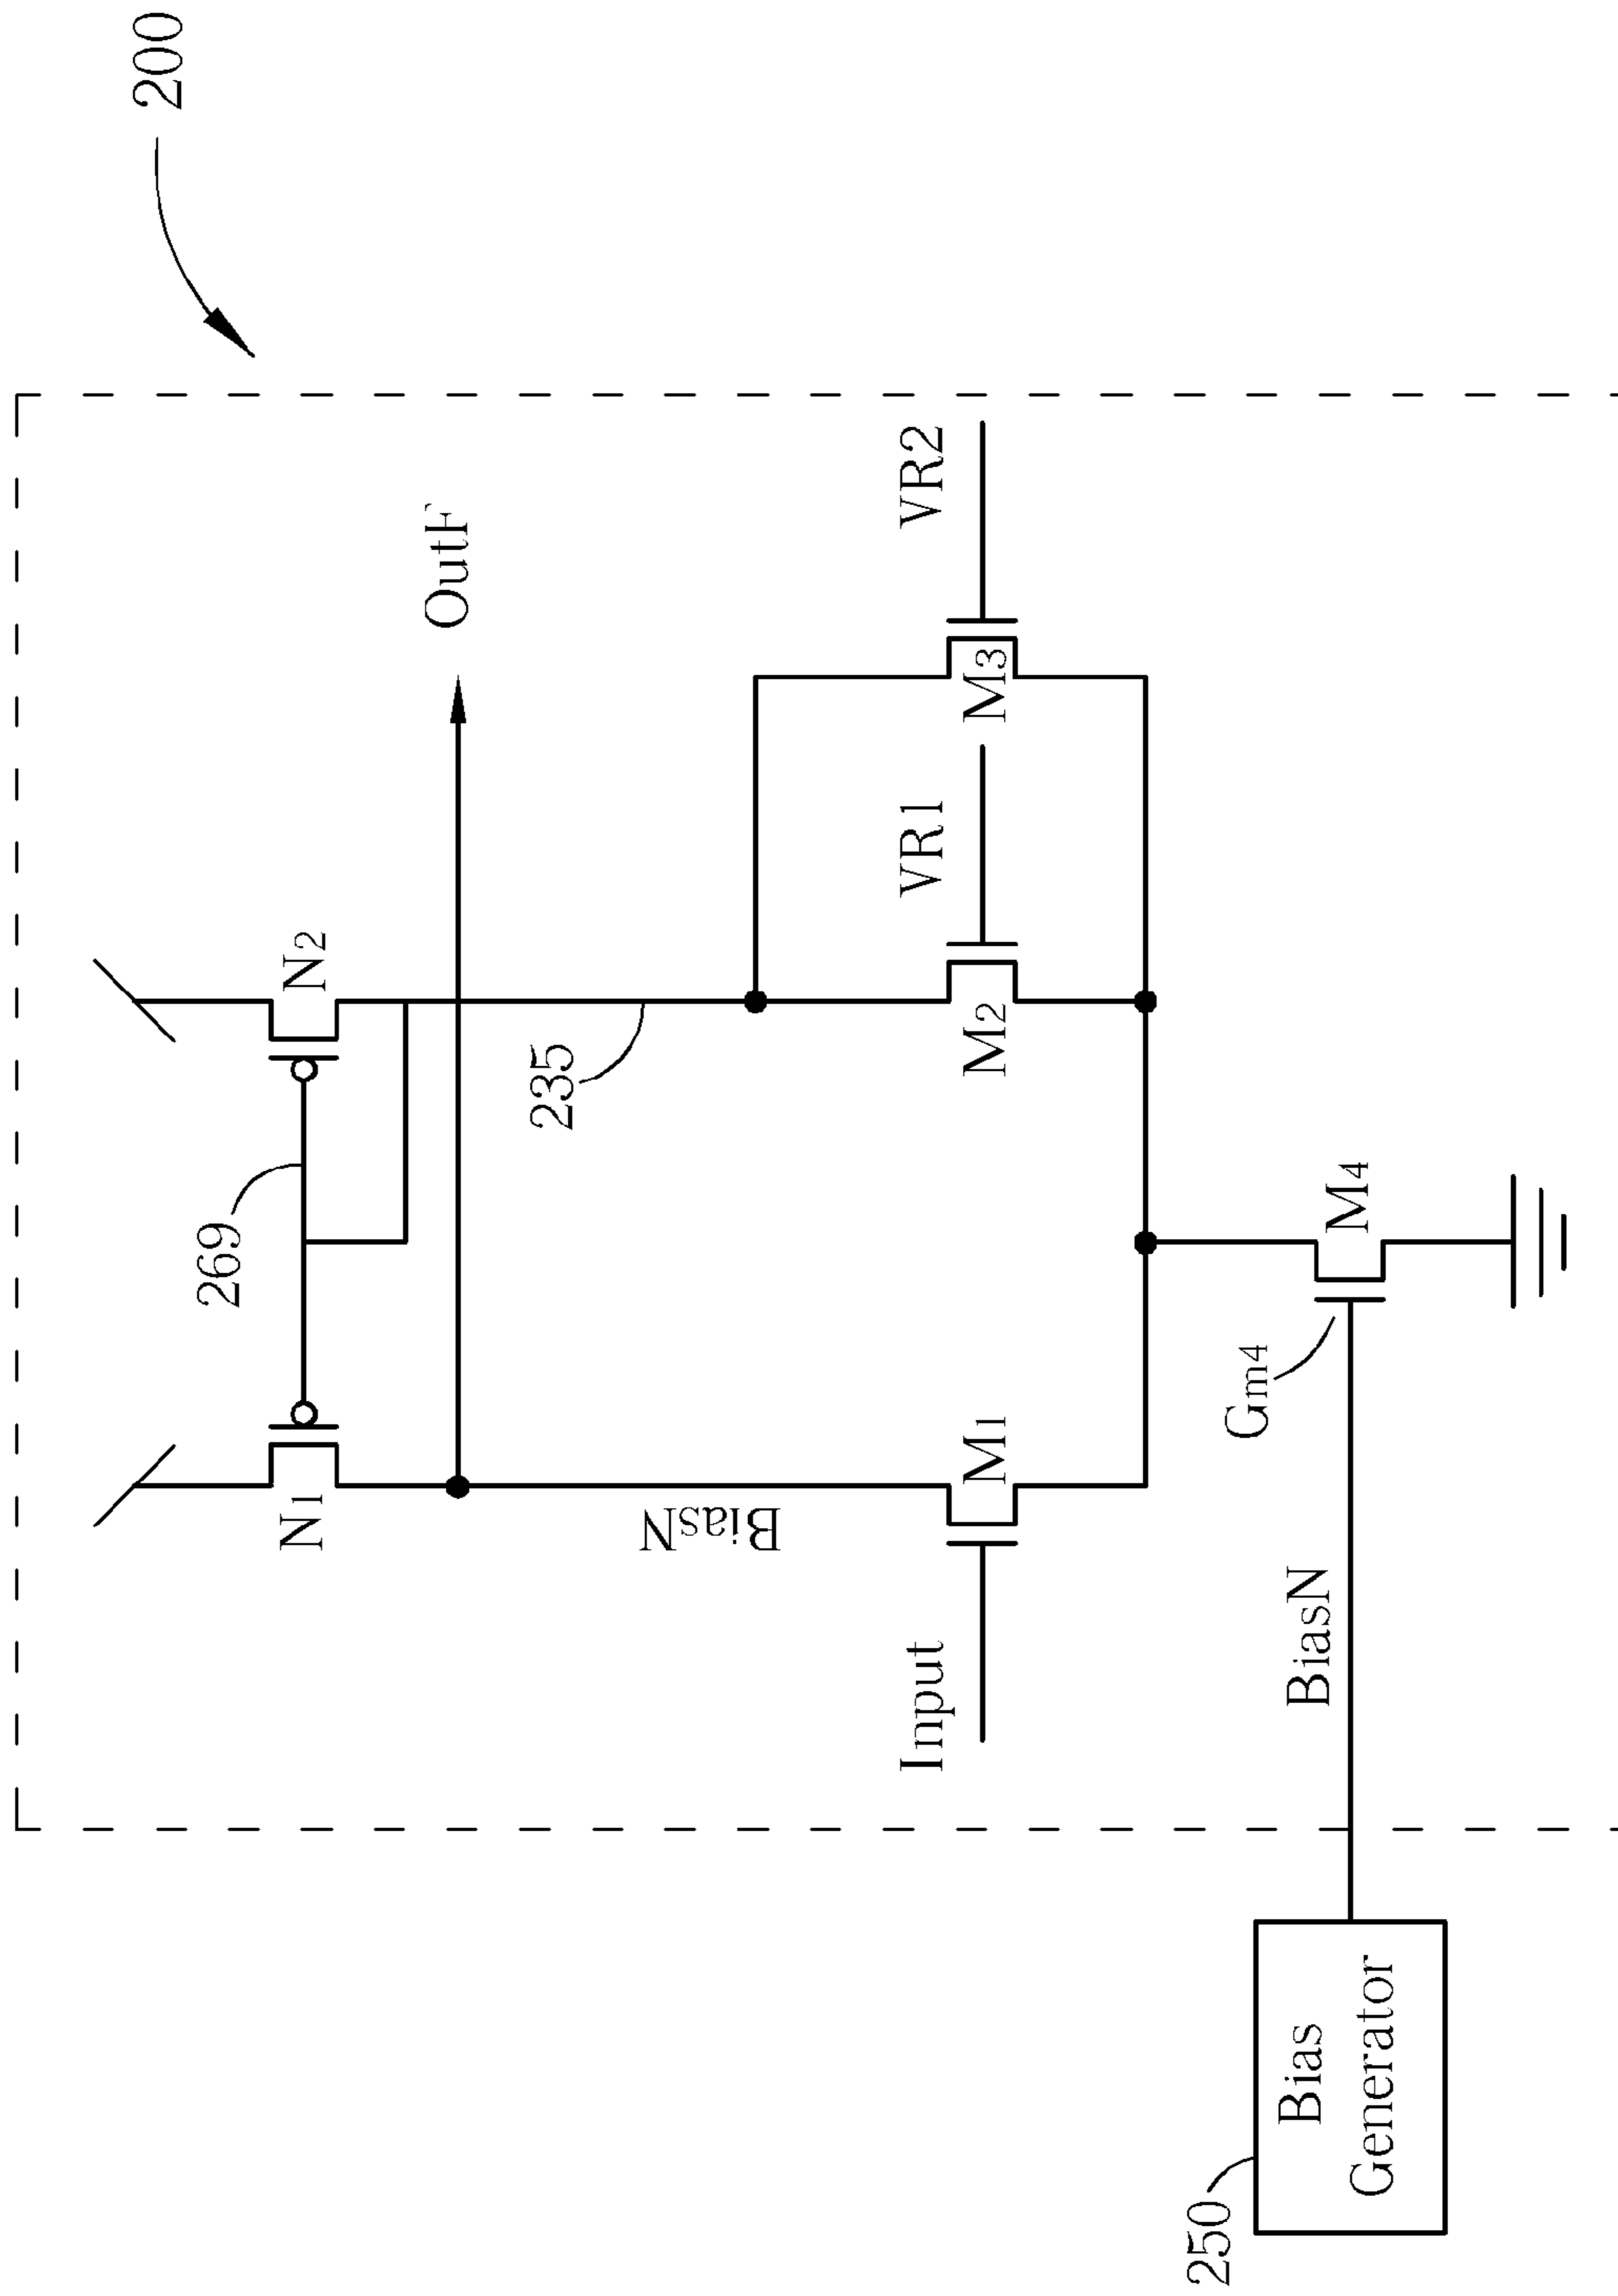 200
N1
269
N2
OutF
235
BiasN
Input
M1
M2
VR1
M3
VR2
Gm4
M4
BiasN
250
Bias
Generator